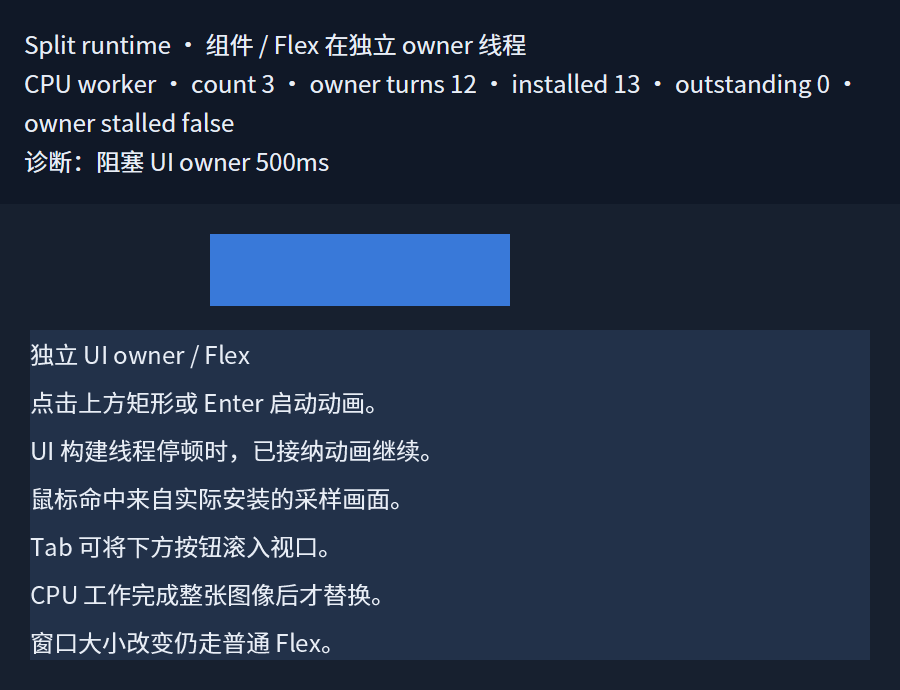 Split runtime · 组件 / Flex 在独立 owner 线程
CPU worker · count 3 · owner turns 12 · installed 13 · outstanding 0 ·
owner stalled false
诊断：阻塞 UI owner 500ms
独立 UI owner / Flex
点击上方矩形或 Enter 启动动画。
UI 构建线程停顿时，已接纳动画继续。
鼠标命中来自实际安装的采样画面。
Tab 可将下方按钮滚入视口。
CPU 工作完成整张图像后才替换。
窗口大小改变仍走普通 Flex。